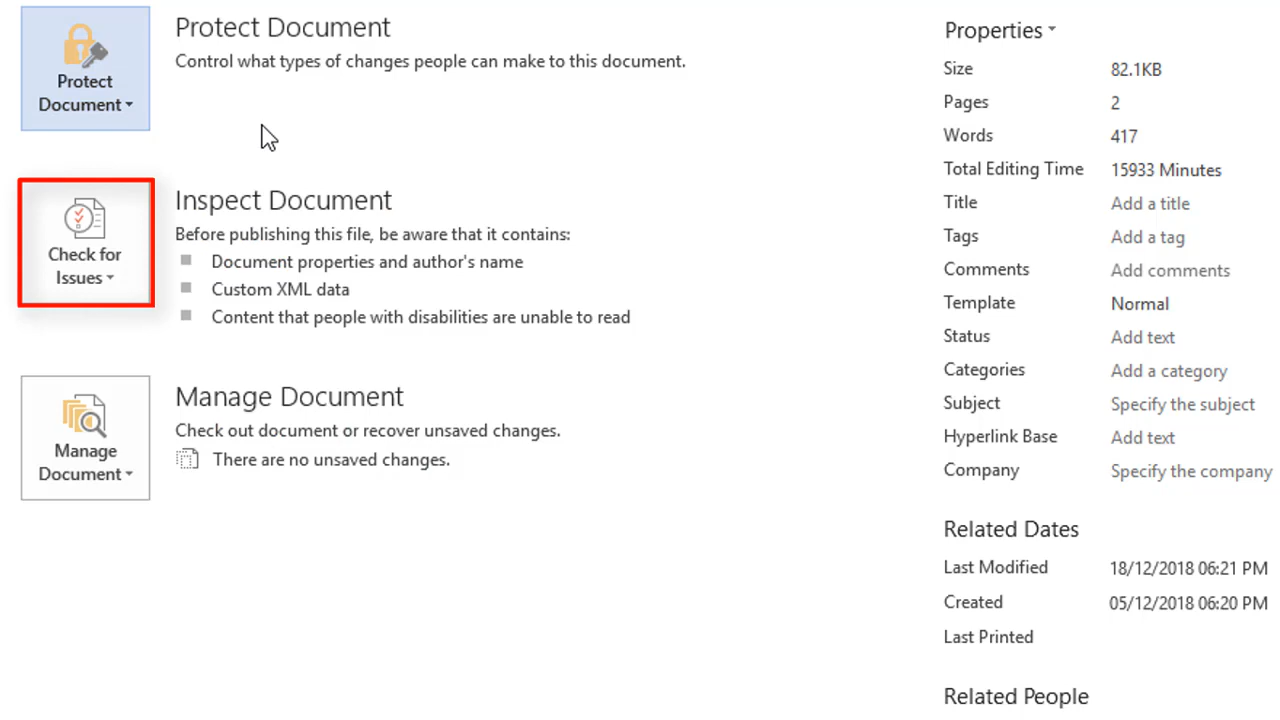 Protect Document
Control what types of changes people can make to this document.
Protect
Document
Inspect Document
Before publishing this file, be aware that it contains:
Document properties and author's name
Custom XML data
Content that people with disabilities are unable to read
Check for
Issues
Manage Document
Check out document or recover unsaved changes.
There are no unsaved changes.
Manage
Document
Properties
Size 82.1KB
Pages 2
Words 417
Total Editing Time 15933 Minutes
Title Add a title
Tags Add a tag
Comments Add comments
Template Normal
Status Add text
Categories Add a category
Subject Specify the subject
Hyperlink Base Add text
Company Specify the company
Related Dates
Last Modified 18/12/2018 06:21 PM
Created 05/12/2018 06:20 PM
Last Printed
Related People